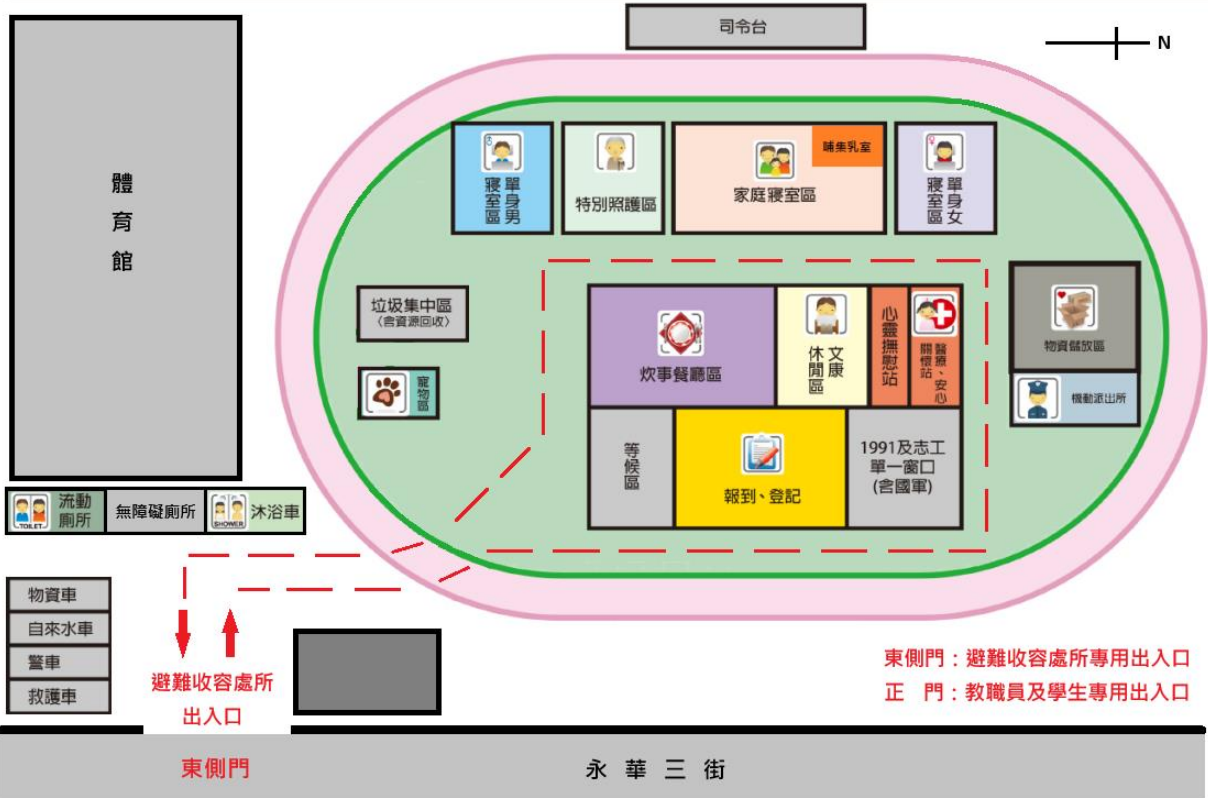 司令台
N
體育館
單身男
寢室區
特別照護區
家庭寢室區
哺集乳室
單身女
寢室區
垃圾集中區
(含資源回收)
寵物區
炊事餐廳區
文康
休閒區
心靈撫慰站
醫療、安心
關懷站
物資儲放區
機動派出所
等候區
報到、登記
1991及志工
單一窗口
(含國軍)
TOILET
流動
廁所
無障礙廁所
SHOWER
沐浴車
物資車
自來水車
警車
救護車
避難收容處所
出入口
東側門：避難收容處所專用出入口
正　門：教職員及學生專用出入口
東側門
永華三街